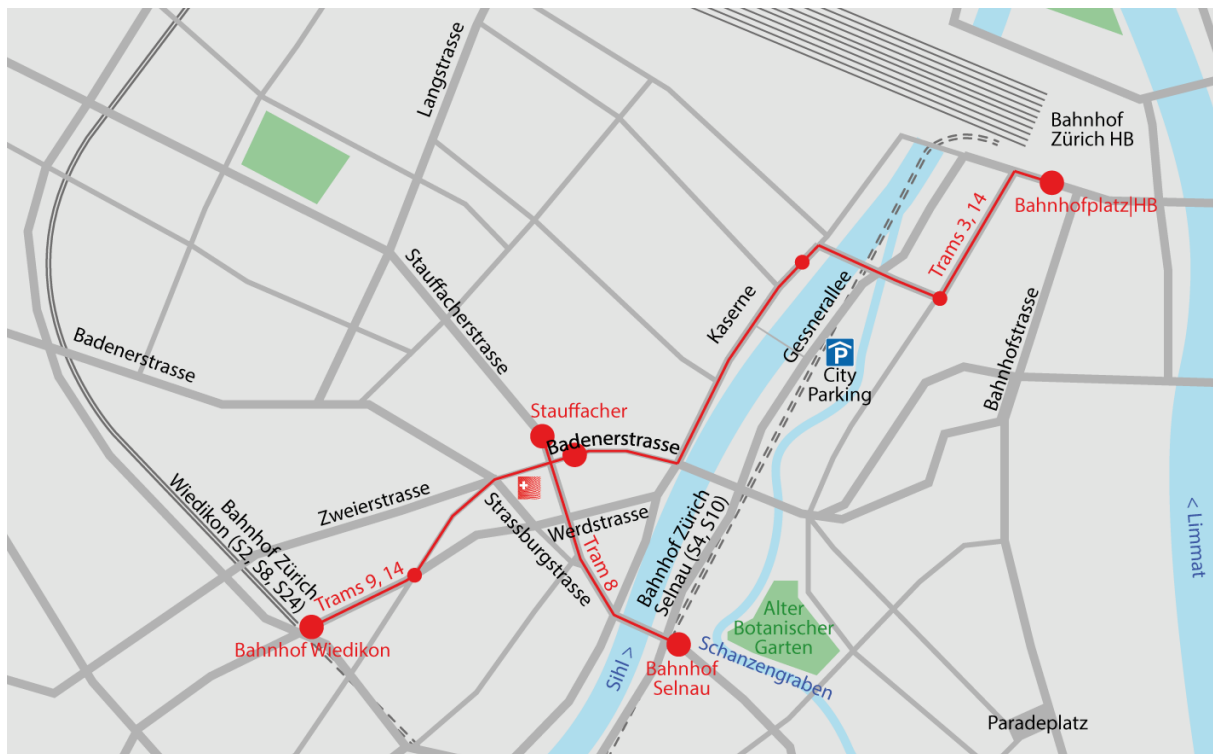 Langstrasse
Bahnhof
Zürich HB
Bahnhofplatz|HB
Trams 3, 14
Stauffacherstrasse
Kaserne
Gessnerallee
Badenerstrasse
City
Parking
Bahnhofstrasse
Stauffacher
Badenerstrasse
Zweierstrasse
Strassburgstrasse
Werdstrasse
Bahnhof Zürich
Selnau (S4, S10)
< Limmat
Bahnhof Zürich
Wiedikon (S2, S8, S24)
Trams 9, 14
Tram 8
Bahnhof Wiedikon
Sihl >
Bahnhof
Selnau
Alter
Botanischer
Garten
Schanzengraben
Paradeplatz
P